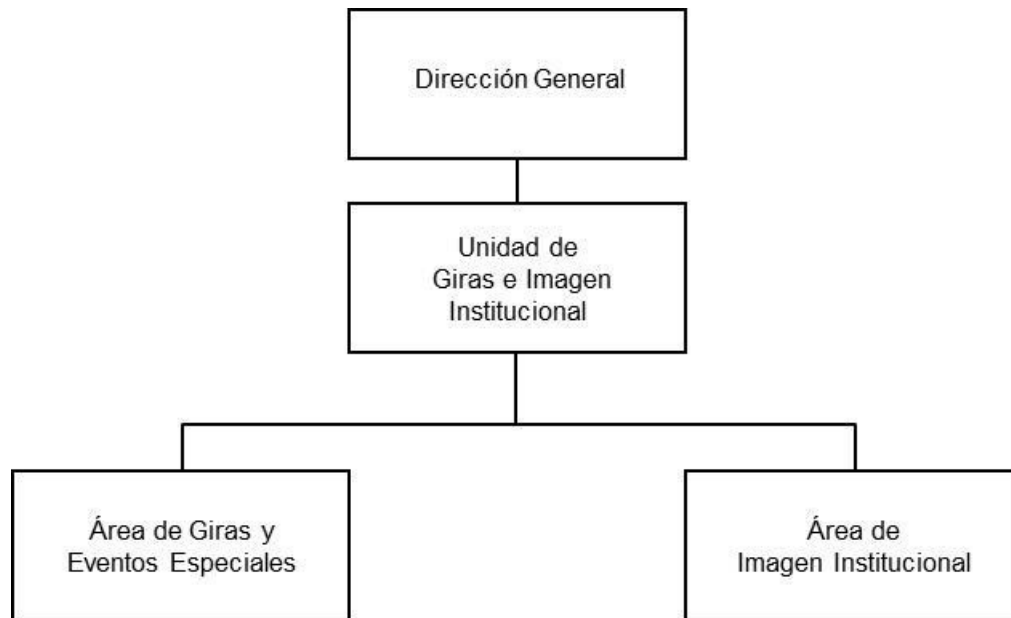 Dirección General
Unidad de
Giras e Imagen
Institucional
Área de Giras y
Eventos Especiales
Área de
Imagen Institucional